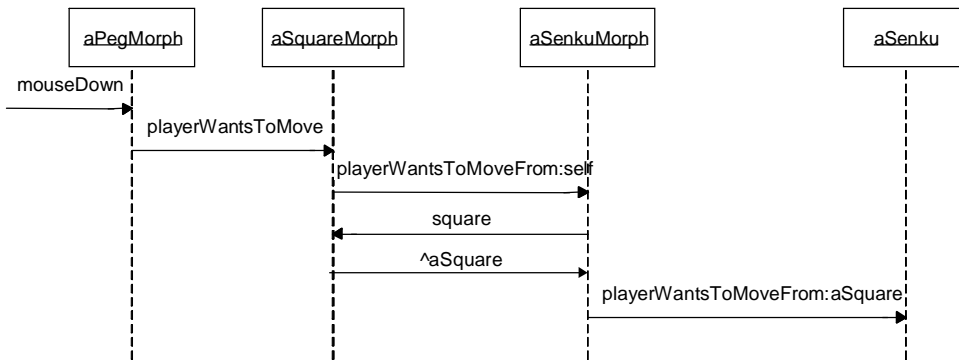 aPegMorph
aSquareMorph
aSenkuMorph
aSenku
mouseDown
playerWantsToMove
playerWantsToMoveFrom:self
square
^aSquare
playerWantsToMoveFrom:aSquare